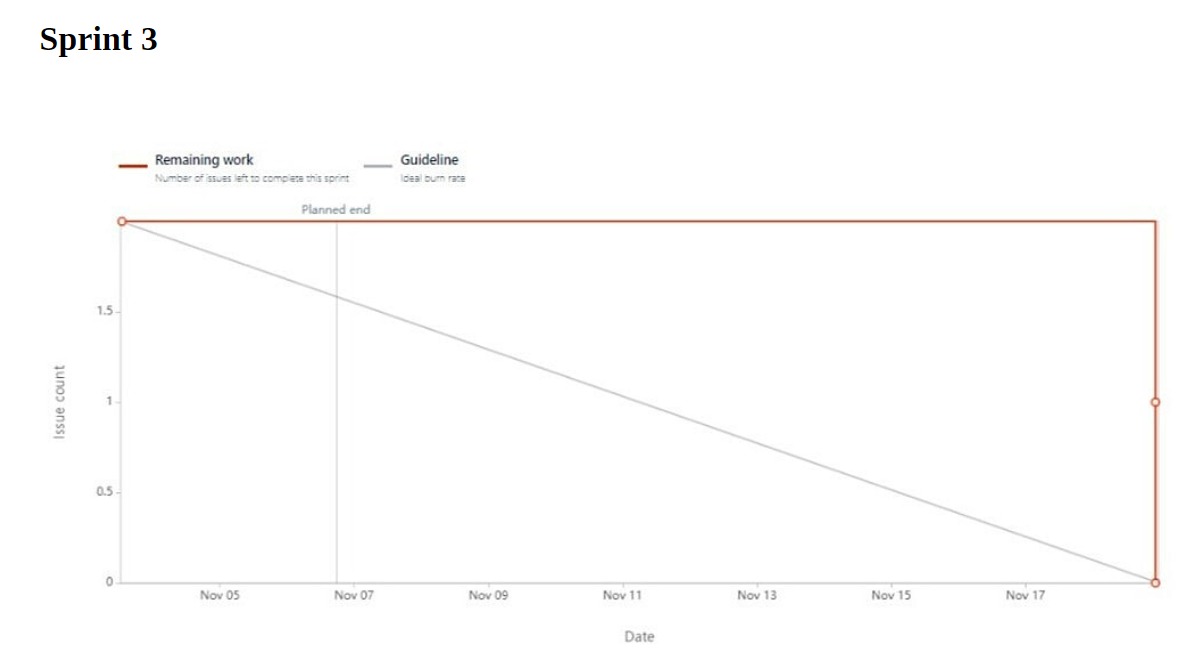 Sprint 3
Remaining work
Number of issues left to complete this sprint
Guideline
Ideal burn rate
Planned end
1.5
1
0.5
0
Issue count
Nov 05
Nov 07
Nov 09
Nov 11
Nov 13
Nov 15
Nov 17
Date